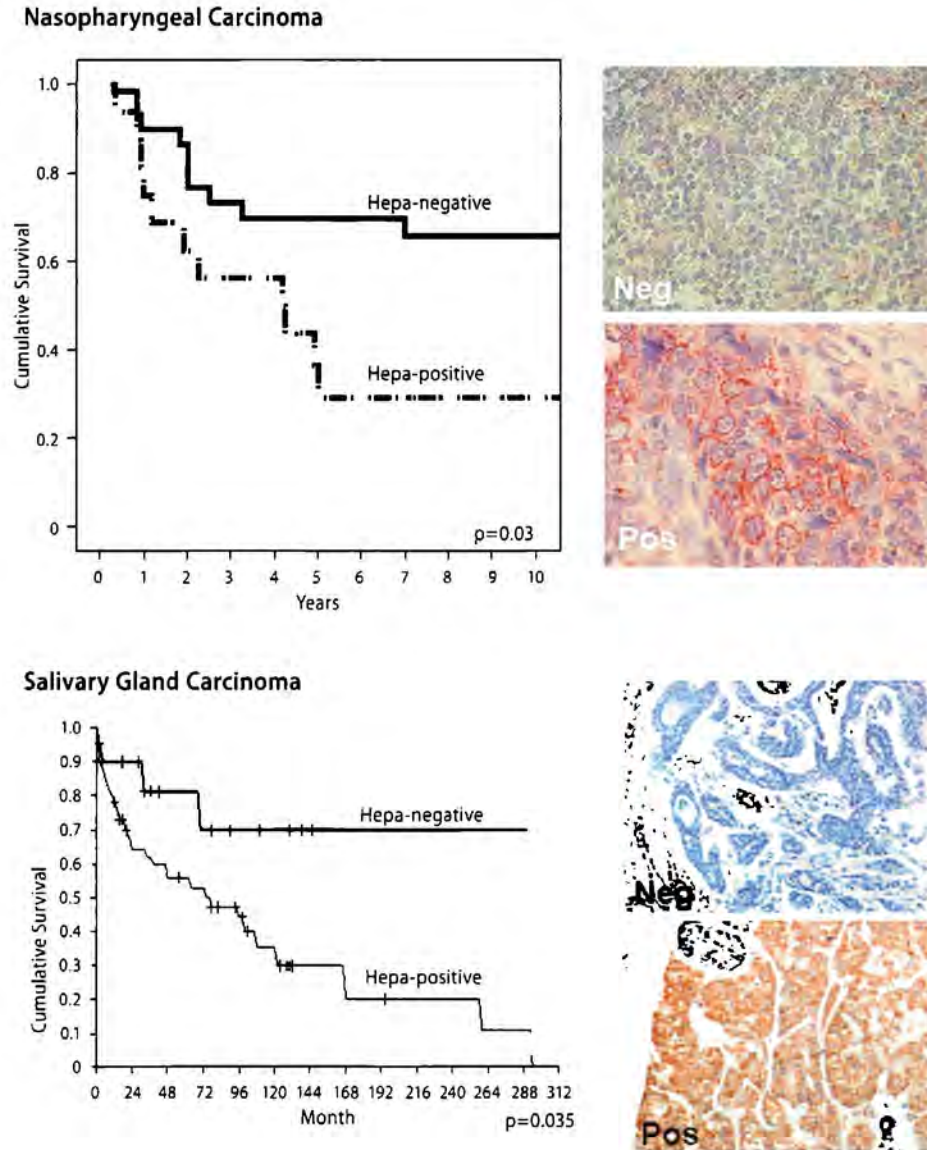 Nasopharyngeal Carcinoma
1.0
0.8
0.6
0.4
0.2
0
Cumulative Survival
Hepa-negative
Hepa-positive
p=0.03
0 1 2 3 4 5 6 7 8 9 10
Years
Neg
Pos
Salivary Gland Carcinoma
1.0
0.9
0.8
0.7
0.6
0.5
0.4
0.3
0.2
0.1
0
Cumulative Survival
Hepa-negative
Hepa-positive
0 24 48 72 96 120 144 168 192 216 240 264 288 312
Month
p=0.035
Neg
Pos